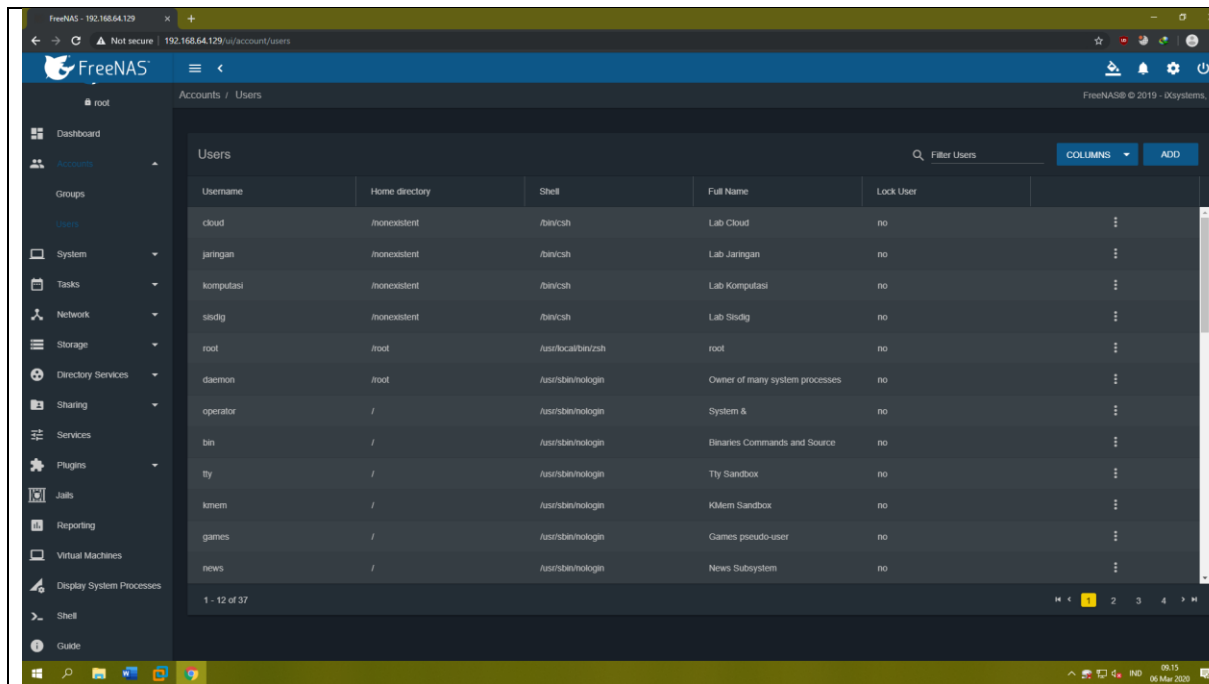 FreeNAS - 192.168.64.129
Not secure | 192.168.64.129/ui/account/users
FreeNAS
root
Accounts / Users
FreeNAS® © 2019 - iXsystems,
Dashboard
Accounts
Groups
Users
System
Tasks
Network
Storage
Directory Services
Sharing
Services
Plugins
Jails
Reporting
Virtual Machines
Display System Processes
Shell
Guide
Users
Filter Users
COLUMNS
ADD
Username Home directory Shell Full Name Lock User
cloud /nonexistent /bin/csh Lab Cloud no
jaringan /nonexistent /bin/csh Lab Jaringan no
komputasi /nonexistent /bin/csh Lab Komputasi no
sisdig /nonexistent /bin/csh Lab Sisdig no
root /root /usr/local/bin/zsh root no
daemon /root /usr/sbin/nologin Owner of many system processes no
operator / /usr/sbin/nologin System & no
bin / /usr/sbin/nologin Binaries Commands and Source no
tty / /usr/sbin/nologin Tty Sandbox no
kmem / /usr/sbin/nologin KMem Sandbox no
games / /usr/sbin/nologin Games pseudo-user no
news / /usr/sbin/nologin News Subsystem no
1 - 12 of 37
1 2 3 4
IND
09.15
06 Mar 2020